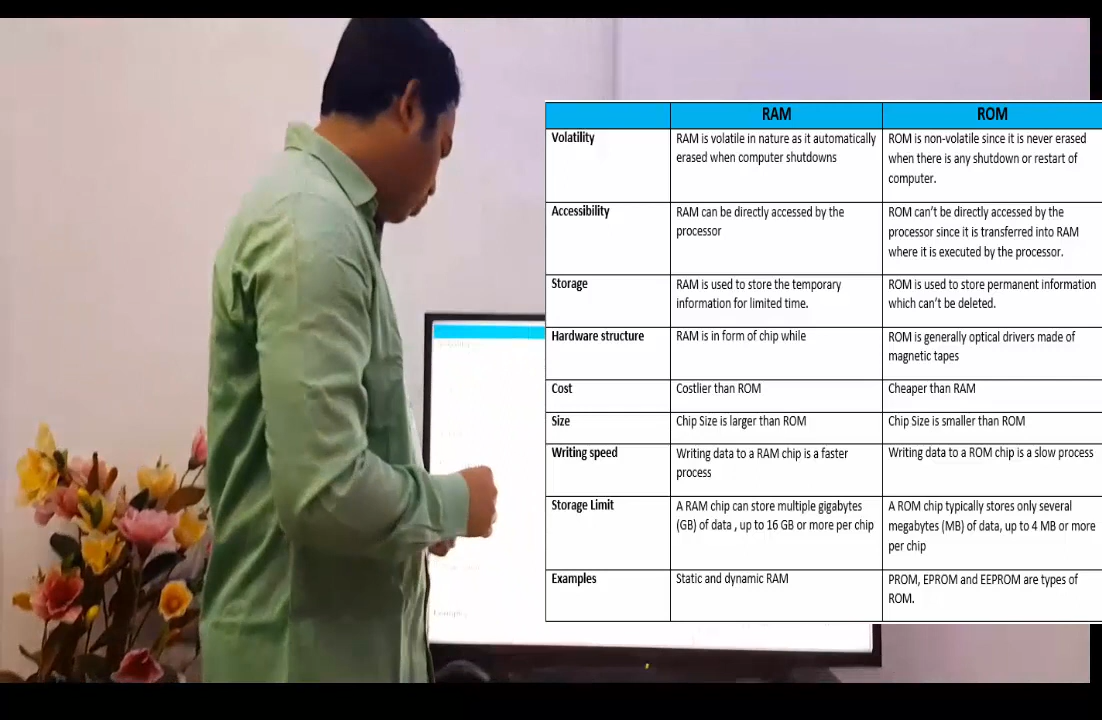 RAM ROM
Volatility
RAM is volatile in nature as it automatically
erased when computer shutdowns
ROM is non-volatile since it is never erased
when there is any shutdown or restart of
computer.
Accessibility
RAM can be directly accessed by the
processor
ROM can't be directly accessed by the
processor since it is transferred into RAM
where it is executed by the processor.
Storage
RAM is used to store the temporary
information for limited time.
ROM is used to store permanent information
which can't be deleted.
Hardware structure
RAM is in form of chip while
ROM is generally optical drivers made of
magnetic tapes
Cost
Costlier than ROM
Cheaper than RAM
Size
Chip Size is larger than ROM
Chip Size is smaller than ROM
Writing speed
Writing data to a RAM chip is a faster
process
Writing data to a ROM chip is a slow process
Storage Limit
A RAM chip can store multiple gigabytes
(GB) of data , up to 16 GB or more per chip
A ROM chip typically stores only several
megabytes (MB) of data, up to 4 MB or more
per chip
Examples
Static and dynamic RAM
PROM, EPROM and EEPROM are types of
ROM.